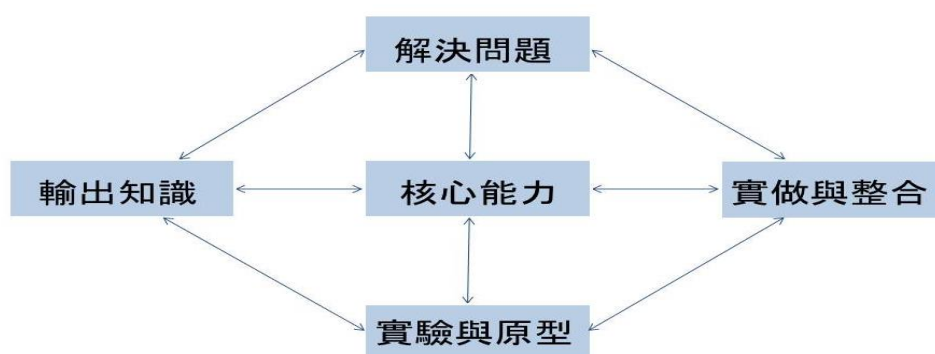 解決問題
輸出知識
核心能力
實做與整合
實驗與原型